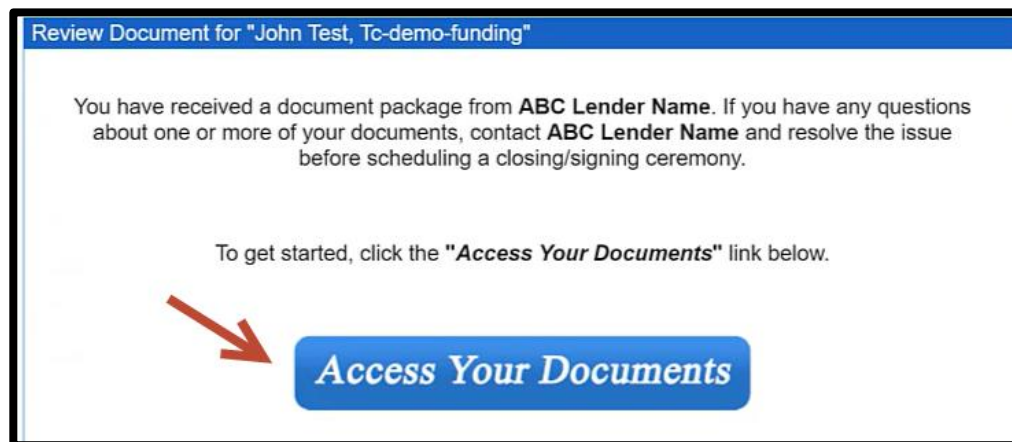 Review Document for "John Test, Tc-demo-funding"
You have received a document package from ABC Lender Name. If you have any questions
about one or more of your documents, contact ABC Lender Name and resolve the issue
before scheduling a closing/signing ceremony.
To get started, click the "Access Your Documents" link below.
Access Your Documents